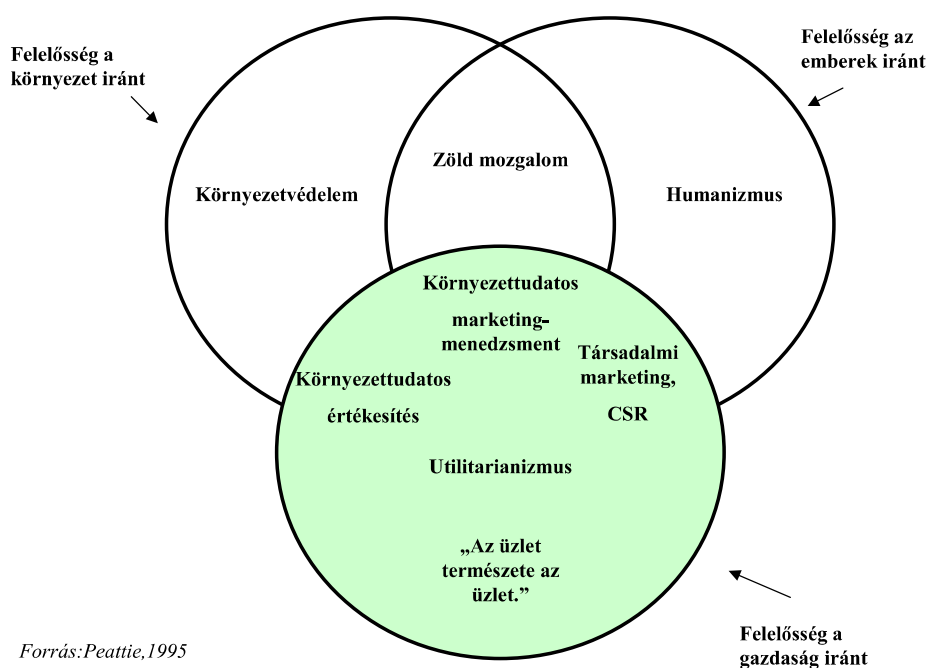 Felelősség a
környezet iránt
Felelősség az
emberek iránt
Zöld mozgalom
Környezetvédelem
Humanizmus
Környezettudatos
marketing-
menedzsment
Társadalmi
marketing,
CSR
Környezettudatos
értékesítés
Utilitarianizmus
„Az üzlet
természete az
üzlet.”
Felelősség a
gazdaság iránt
Forrás:Peattie,1995